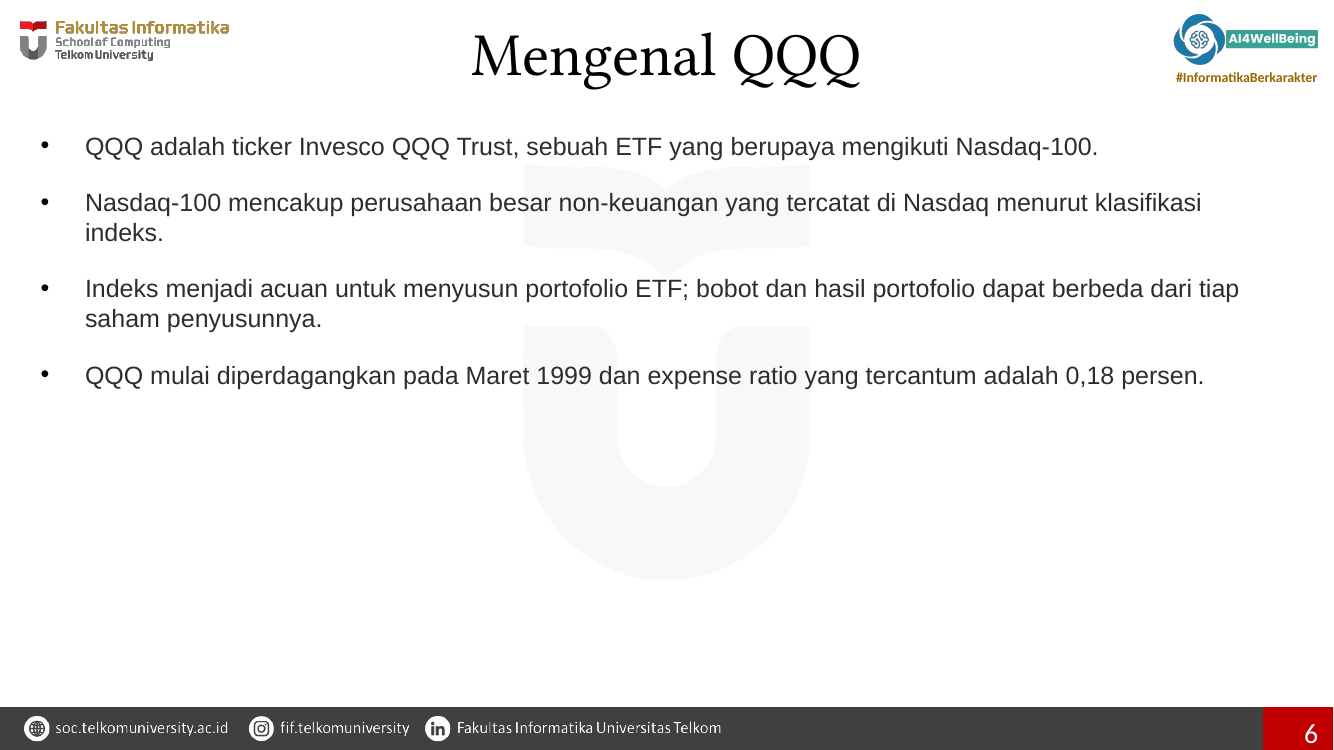 Fakultas Informatika
School of Computing
Telkom University
Mengenal QQQ
AI4WellBeing
#InformatikaBerkarakter
• QQQ adalah ticker Invesco QQQ Trust, sebuah ETF yang berupaya mengikuti Nasdaq-100.
• Nasdaq-100 mencakup perusahaan besar non-keuangan yang tercatat di Nasdaq menurut klasifikasi
indeks.
• Indeks menjadi acuan untuk menyusun portofolio ETF; bobot dan hasil portofolio dapat berbeda dari tiap
saham penyusunnya.
• QQQ mulai diperdagangkan pada Maret 1999 dan expense ratio yang tercantum adalah 0,18 persen.
soc.telkomuniversity.ac.id fif.telkomuniversity in Fakultas Informatika Universitas Telkom
6